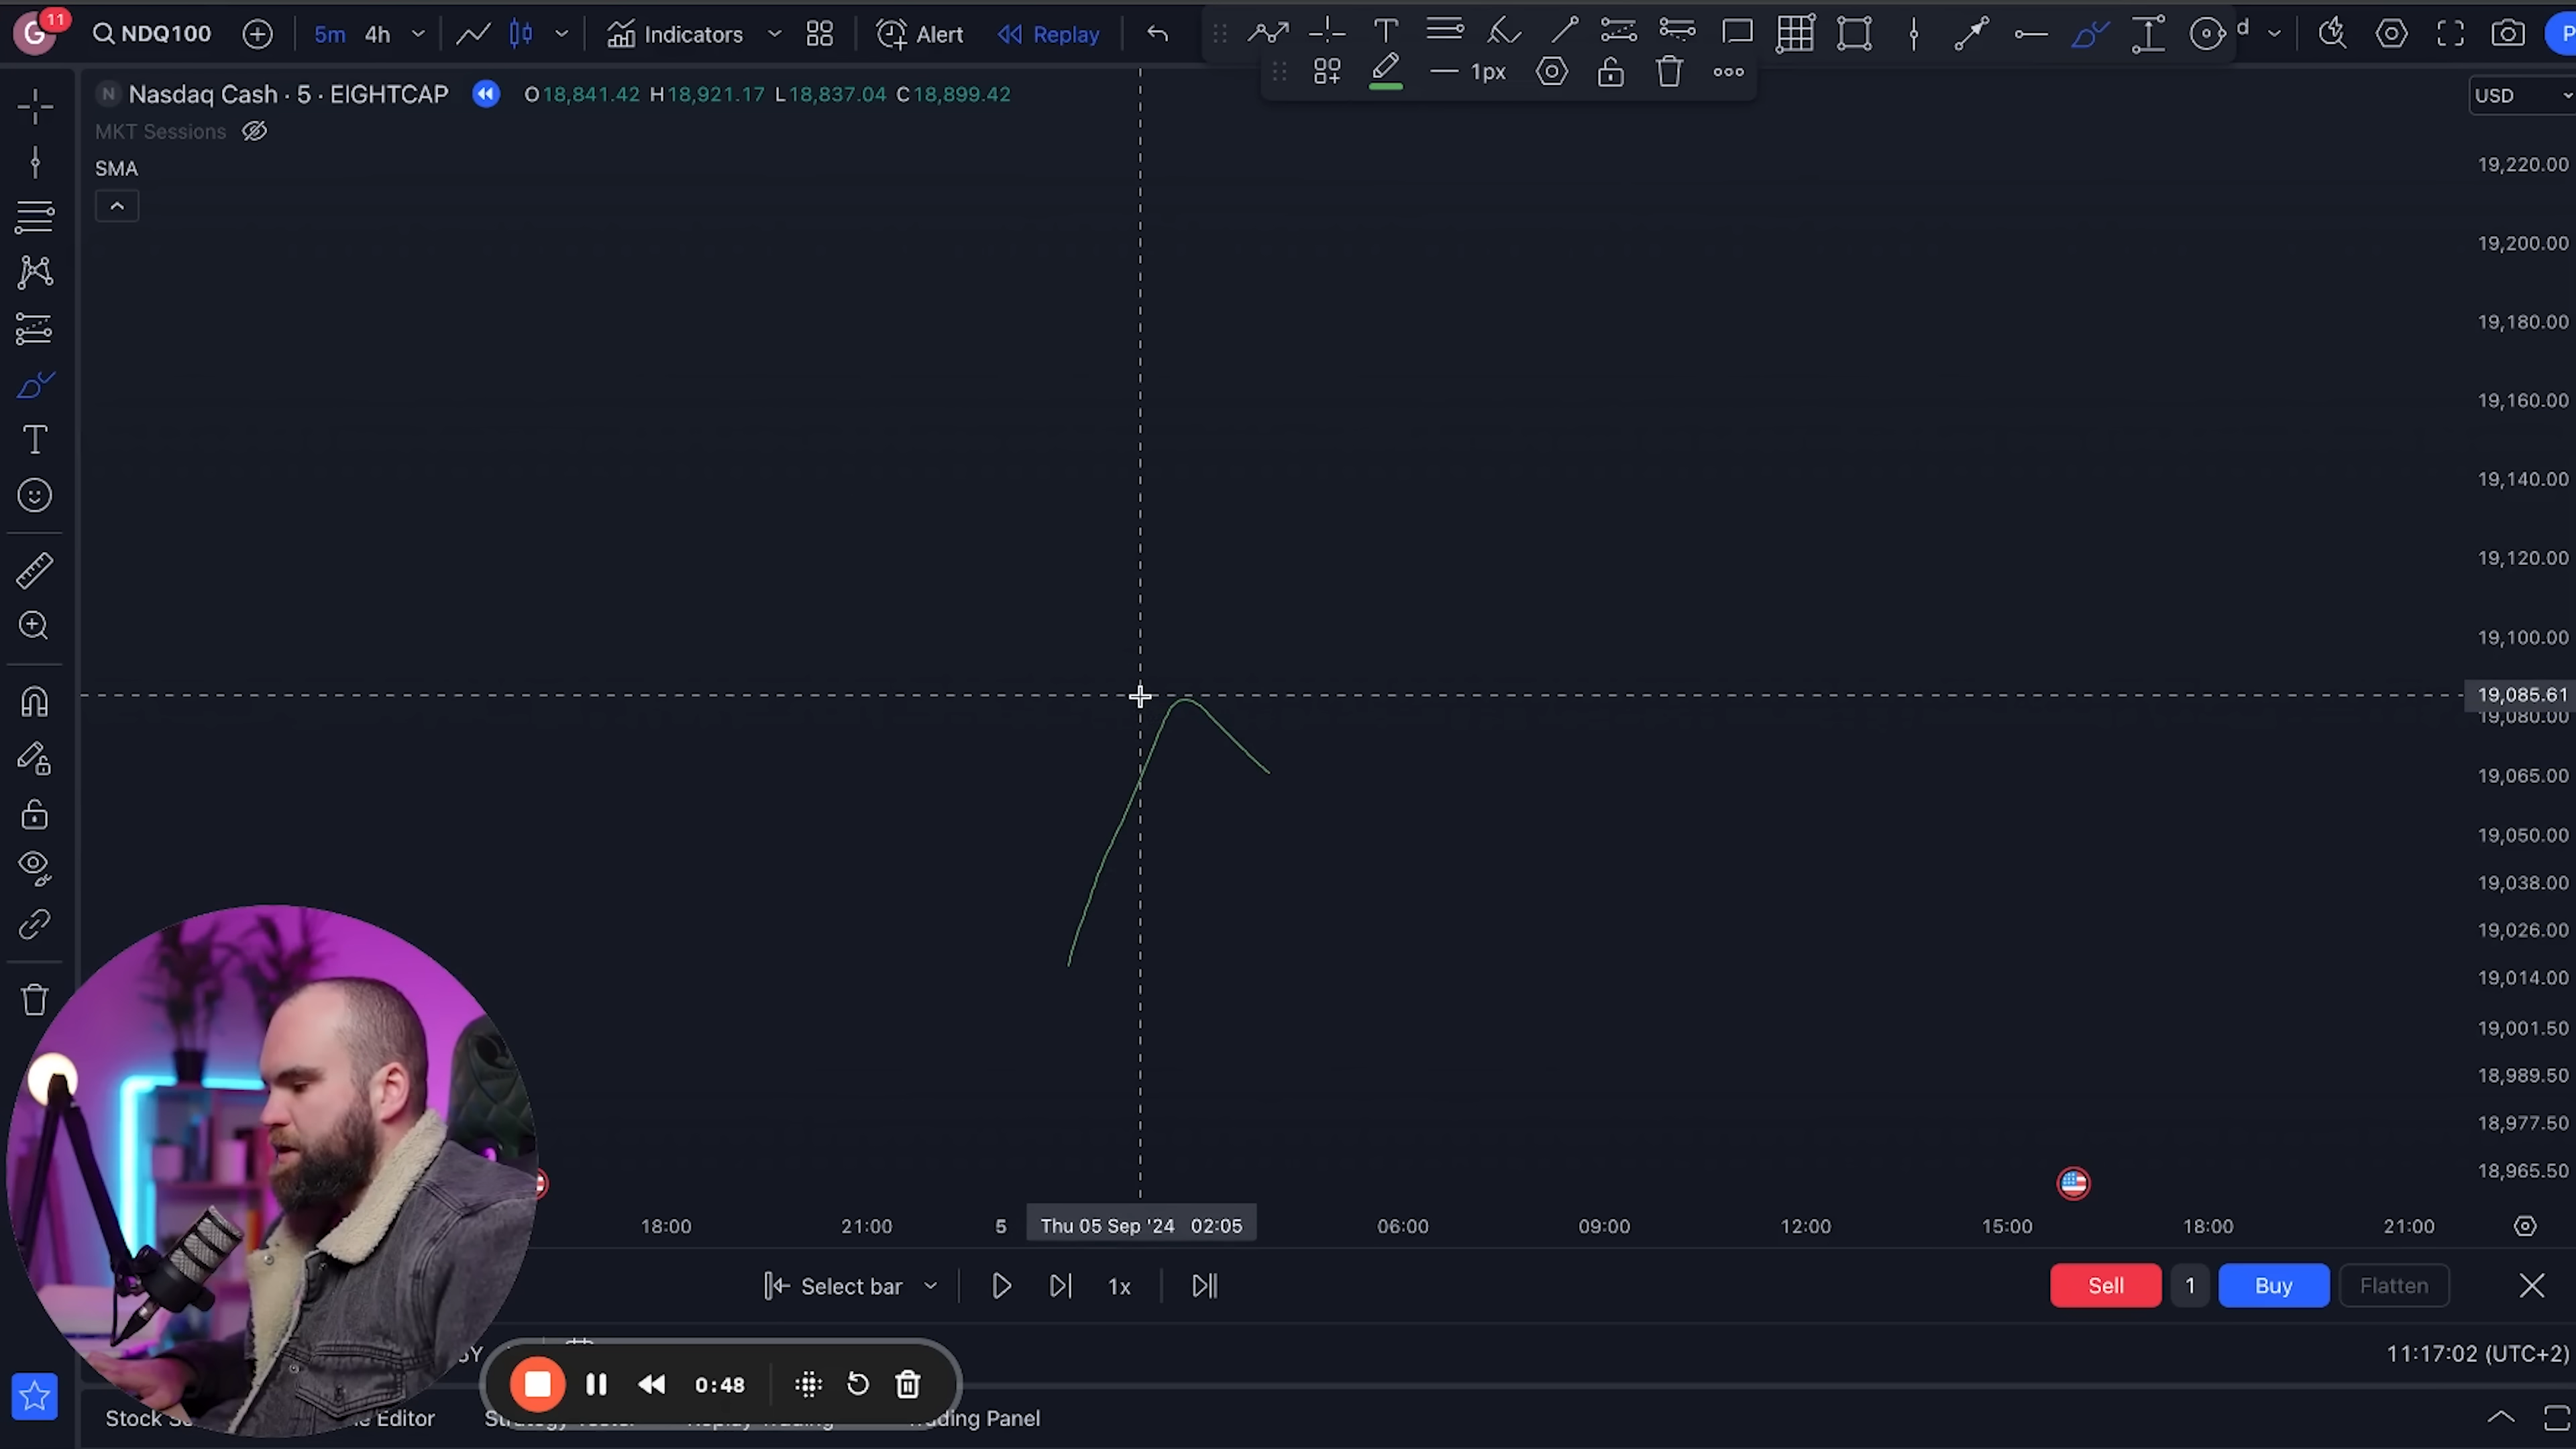 G 11 NDQ100 5m 4h Indicators Alert Replay d P
1px
N Nasdaq Cash · 5 · EIGHTCAP O18,841.42 H18,921.17 L18,837.04 C18,899.42 USD
MKT Sessions
SMA
19,220.00
19,200.00
19,180.00
19,160.00
19,140.00
19,120.00
19,100.00
19,085.61
19,080.00
19,065.00
19,050.00
19,038.00
19,026.00
19,014.00
19,001.50
18,989.50
18,977.50
18,965.50
18:00 21:00 5 Thu 05 Sep '24 02:05 06:00 09:00 12:00 15:00 18:00 21:00
Select bar 1x Sell 1 Buy Flatten
0:48 11:17:02 (UTC+2)
Stock Editor Trading Panel